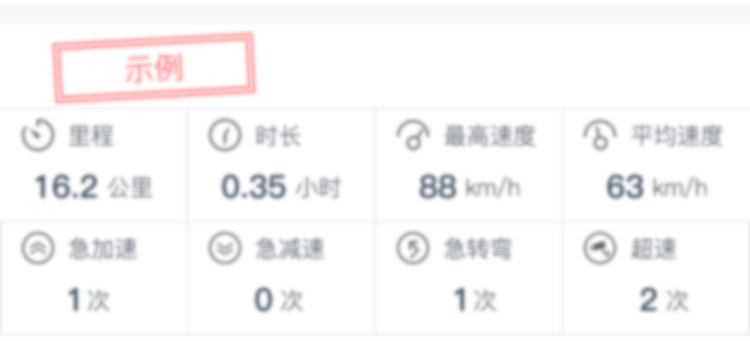 示例
里程 时长 最高速度 平均速度
16.2 公里 0.35 小时 88 km/h 63 km/h
急加速 急减速 急转弯 超速
1 次 0 次 1 次 2 次